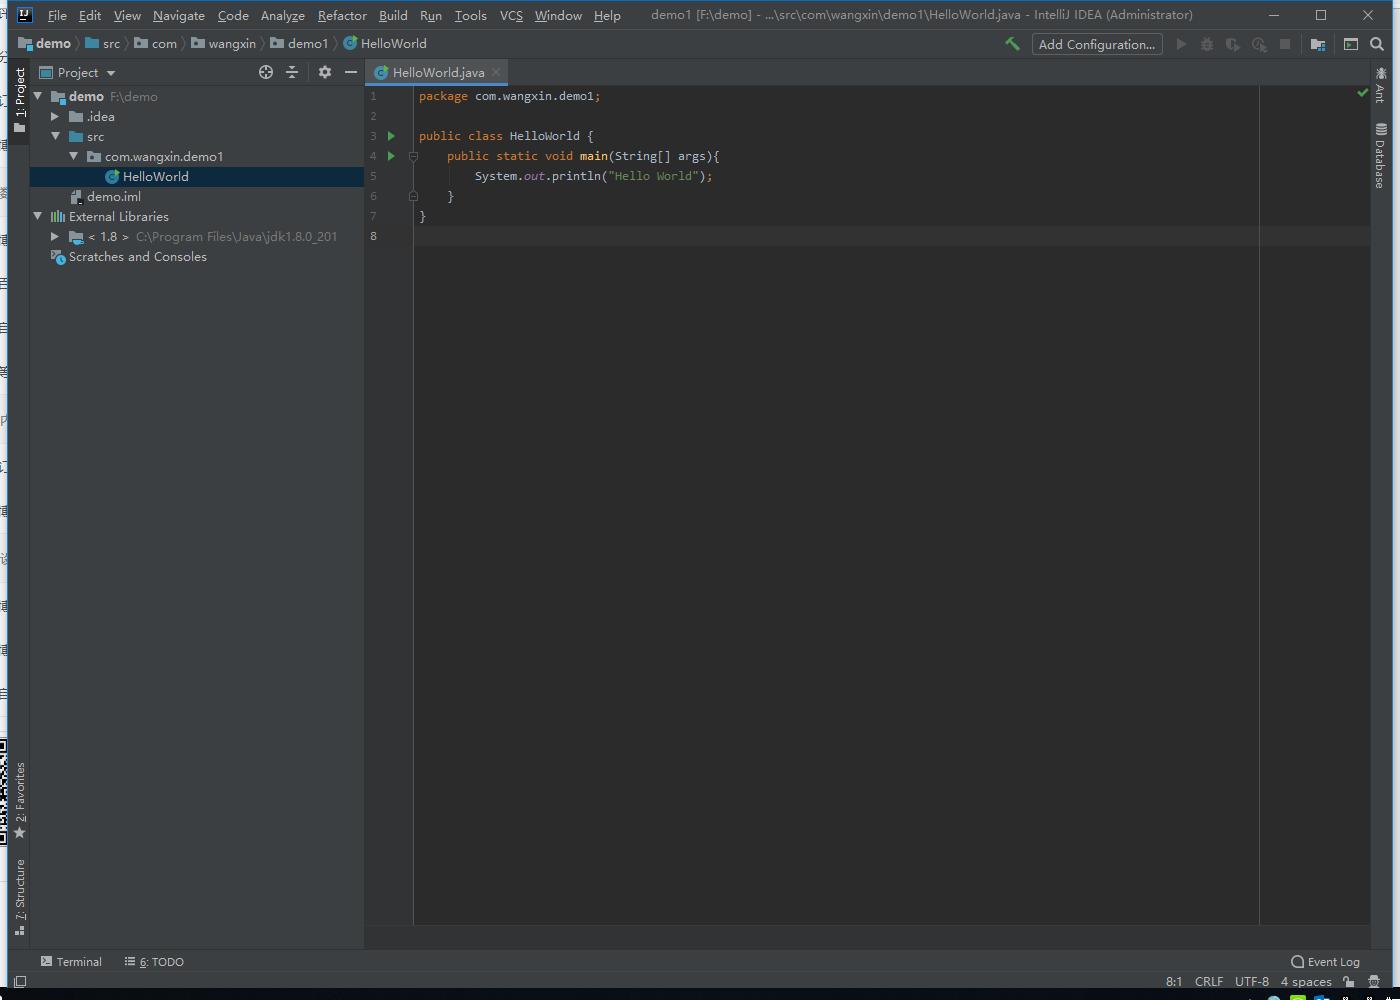 File Edit View Navigate Code Analyze Refactor Build Run Tools VCS Window Help demo1 [F:\demo] - ...\src\com\wangxin\demo1\HelloWorld.java - IntelliJ IDEA (Administrator)
demo src com wangxin demo1 HelloWorld Add Configuration...
Project
HelloWorld.java
demo F:\demo
.idea
src
com.wangxin.demo1
HelloWorld
demo.iml
External Libraries
< 1.8 > C:\Program Files\Java\jdk1.8.0_201
Scratches and Consoles
1 package com.wangxin.demo1;
2
3 public class HelloWorld {
4 public static void main(String[] args){
5 System.out.println("Hello World");
6 }
7 }
8
1: Project
2: Favorites
7: Structure
Ant
Database
Terminal 6: TODO Event Log
8:1 CRLF UTF-8 4 spaces